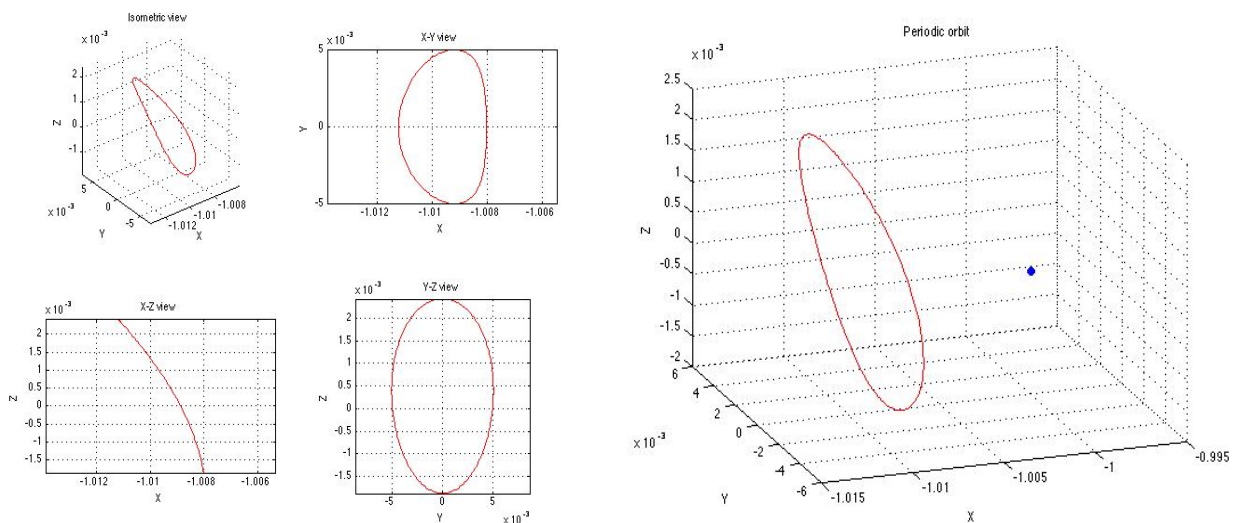 Isometric view
x 10⁻³
2
1
0
-1
Z
5
0
-5
x 10⁻³
Y
-1.012
-1.01
-1.008
X
X-Y view
x 10⁻³
5
0
-5
Y
-1.012
-1.01
-1.008
-1.006
X
X-Z view
x 10⁻³
2
1.5
1
0.5
0
-0.5
-1
-1.5
Z
-1.012
-1.01
-1.008
-1.006
X
Y-Z view
x 10⁻³
2
1.5
1
0.5
0
-0.5
-1
-1.5
Z
-5
0
5
x 10⁻³
Y
Periodic orbit
x 10⁻³
2.5
2
1.5
1
0.5
0
-0.5
-1
-1.5
-2
Z
6
4
2
0
-2
-4
-6
x 10⁻³
Y
-1.015
-1.01
-1.005
-1
-0.995
X